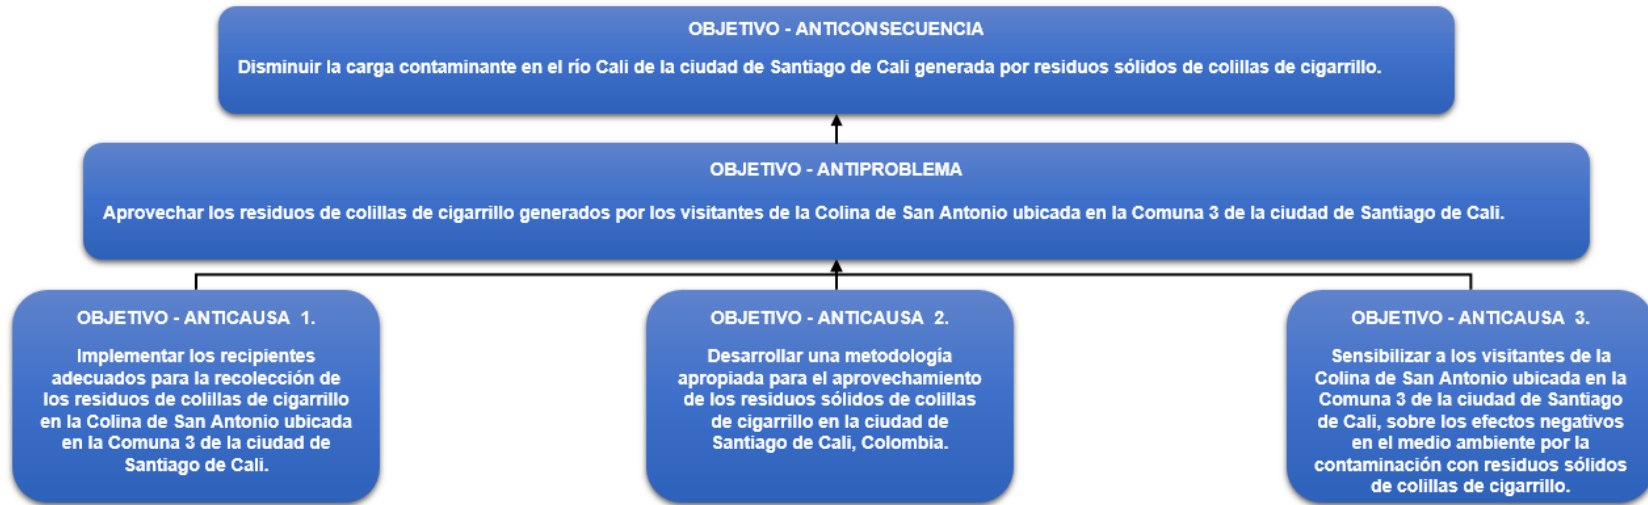 OBJETIVO - ANTICONSECUENCIA
Disminuir la carga contaminante en el río Cali de la ciudad de Santiago de Cali generada por residuos sólidos de colillas de cigarrillo.
OBJETIVO - ANTIPROBLEMA
Aprovechar los residuos de colillas de cigarrillo generados por los visitantes de la Colina de San Antonio ubicada en la Comuna 3 de la ciudad de Santiago de Cali.
OBJETIVO - ANTICAUSA 1.
Implementar los recipientes
adecuados para la recolección de
los residuos de colillas de cigarrillo
en la Colina de San Antonio ubicada
en la Comuna 3 de la ciudad de
Santiago de Cali.
OBJETIVO - ANTICAUSA 2.
Desarrollar una metodología
apropiada para el aprovechamiento
de los residuos sólidos de colillas
de cigarrillo en la ciudad de
Santiago de Cali, Colombia.
OBJETIVO - ANTICAUSA 3.
Sensibilizar a los visitantes de la
Colina de San Antonio ubicada en la
Comuna 3 de la ciudad de Santiago
de Cali, sobre los efectos negativos
en el medio ambiente por la
contaminación con residuos sólidos
de colillas de cigarrillo.